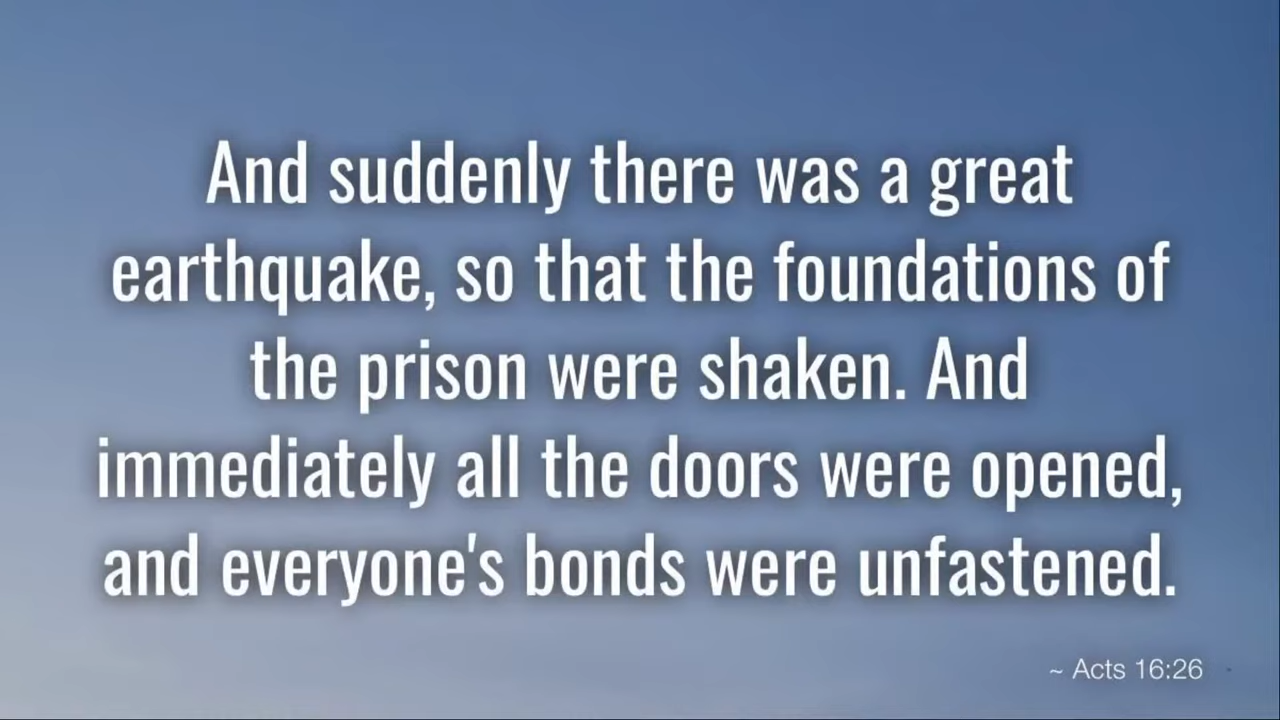 And suddenly there was a great
earthquake, so that the foundations of
the prison were shaken. And
immediately all the doors were opened,
and everyone's bonds were unfastened.
~ Acts 16:26